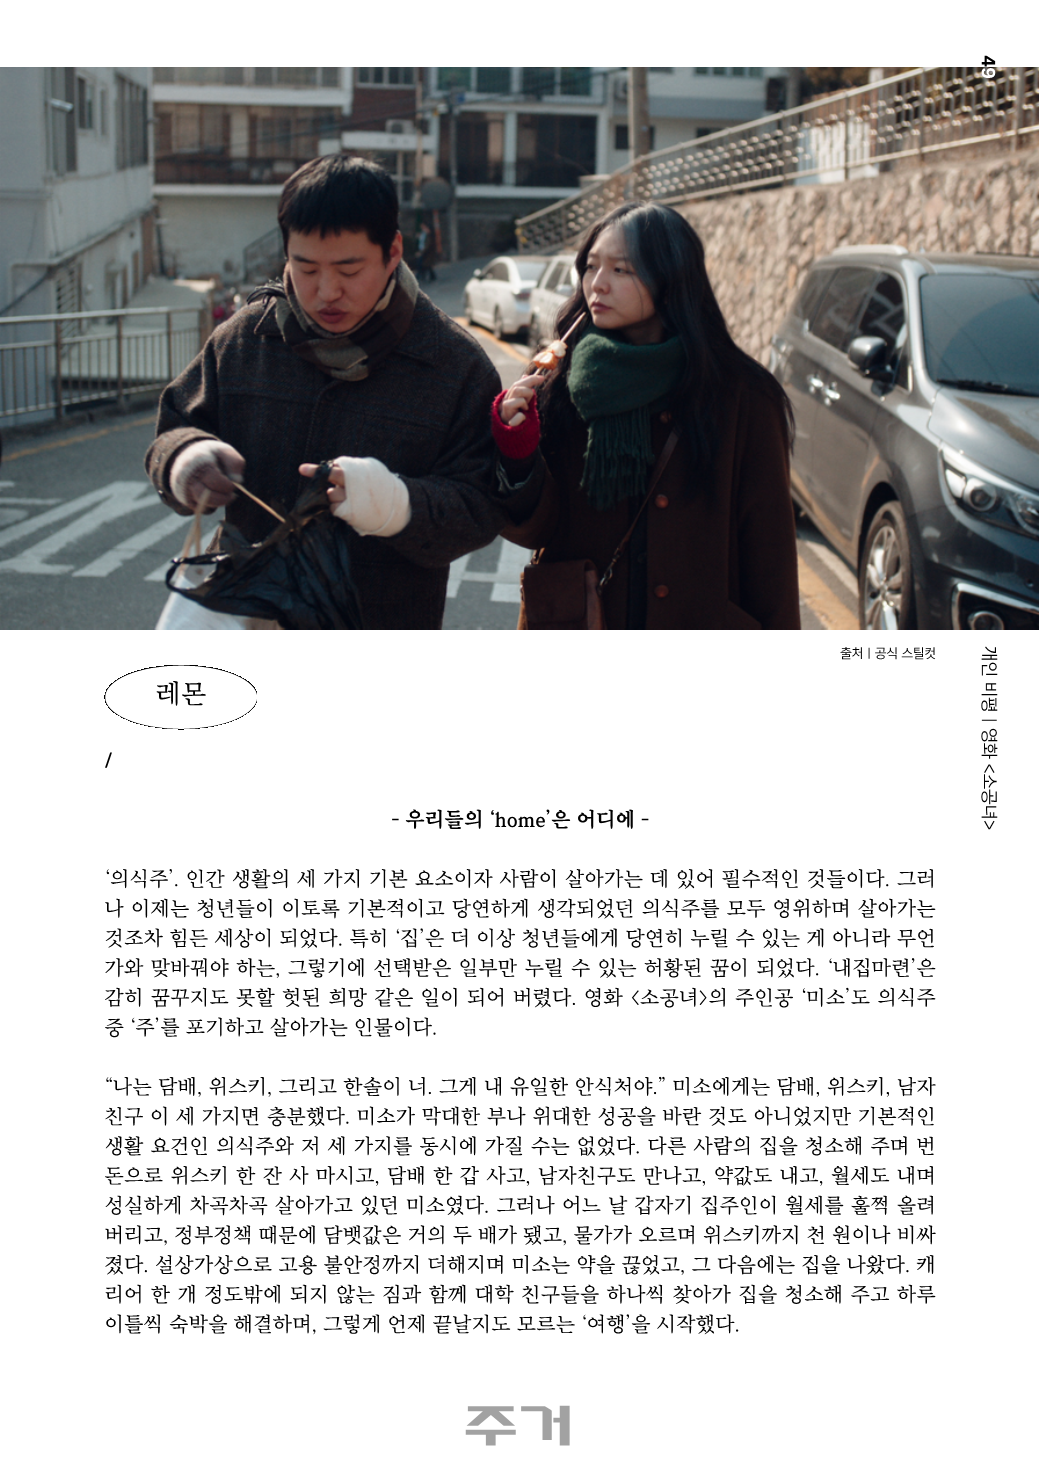 49
출처 | 공식 스틸컷
개인 비평 | 영화 <소공녀>
레몬
/
- 우리들의 ‘home’은 어디에 -
‘의식주’. 인간 생활의 세 가지 기본 요소이자 사람이 살아가는 데 있어 필수적인 것들이다. 그러
나 이제는 청년들이 이토록 기본적이고 당연하게 생각되었던 의식주를 모두 영위하며 살아가는
것조차 힘든 세상이 되었다. 특히 ‘집’은 더 이상 청년들에게 당연히 누릴 수 있는 게 아니라 무언
가와 맞바꿔야 하는, 그렇기에 선택받은 일부만 누릴 수 있는 허황된 꿈이 되었다. ‘내집마련’은
감히 꿈꾸지도 못할 헛된 희망 같은 일이 되어 버렸다. 영화 <소공녀>의 주인공 ‘미소’도 의식주
중 ‘주’를 포기하고 살아가는 인물이다.
“나는 담배, 위스키, 그리고 한솔이 너. 그게 내 유일한 안식처야.” 미소에게는 담배, 위스키, 남자
친구 이 세 가지면 충분했다. 미소가 막대한 부나 위대한 성공을 바란 것도 아니었지만 기본적인
생활 요건인 의식주와 저 세 가지를 동시에 가질 수는 없었다. 다른 사람의 집을 청소해 주며 번
돈으로 위스키 한 잔 사 마시고, 담배 한 갑 사고, 남자친구도 만나고, 약값도 내고, 월세도 내며
성실하게 차곡차곡 살아가고 있던 미소였다. 그러나 어느 날 갑자기 집주인이 월세를 훌쩍 올려
버리고, 정부정책 때문에 담뱃값은 거의 두 배가 됐고, 물가가 오르며 위스키까지 천 원이나 비싸
졌다. 설상가상으로 고용 불안정까지 더해지며 미소는 약을 끊었고, 그 다음에는 집을 나왔다. 캐
리어 한 개 정도밖에 되지 않는 짐과 함께 대학 친구들을 하나씩 찾아가 집을 청소해 주고 하루
이틀씩 숙박을 해결하며, 그렇게 언제 끝날지도 모르는 ‘여행’을 시작했다.
주거